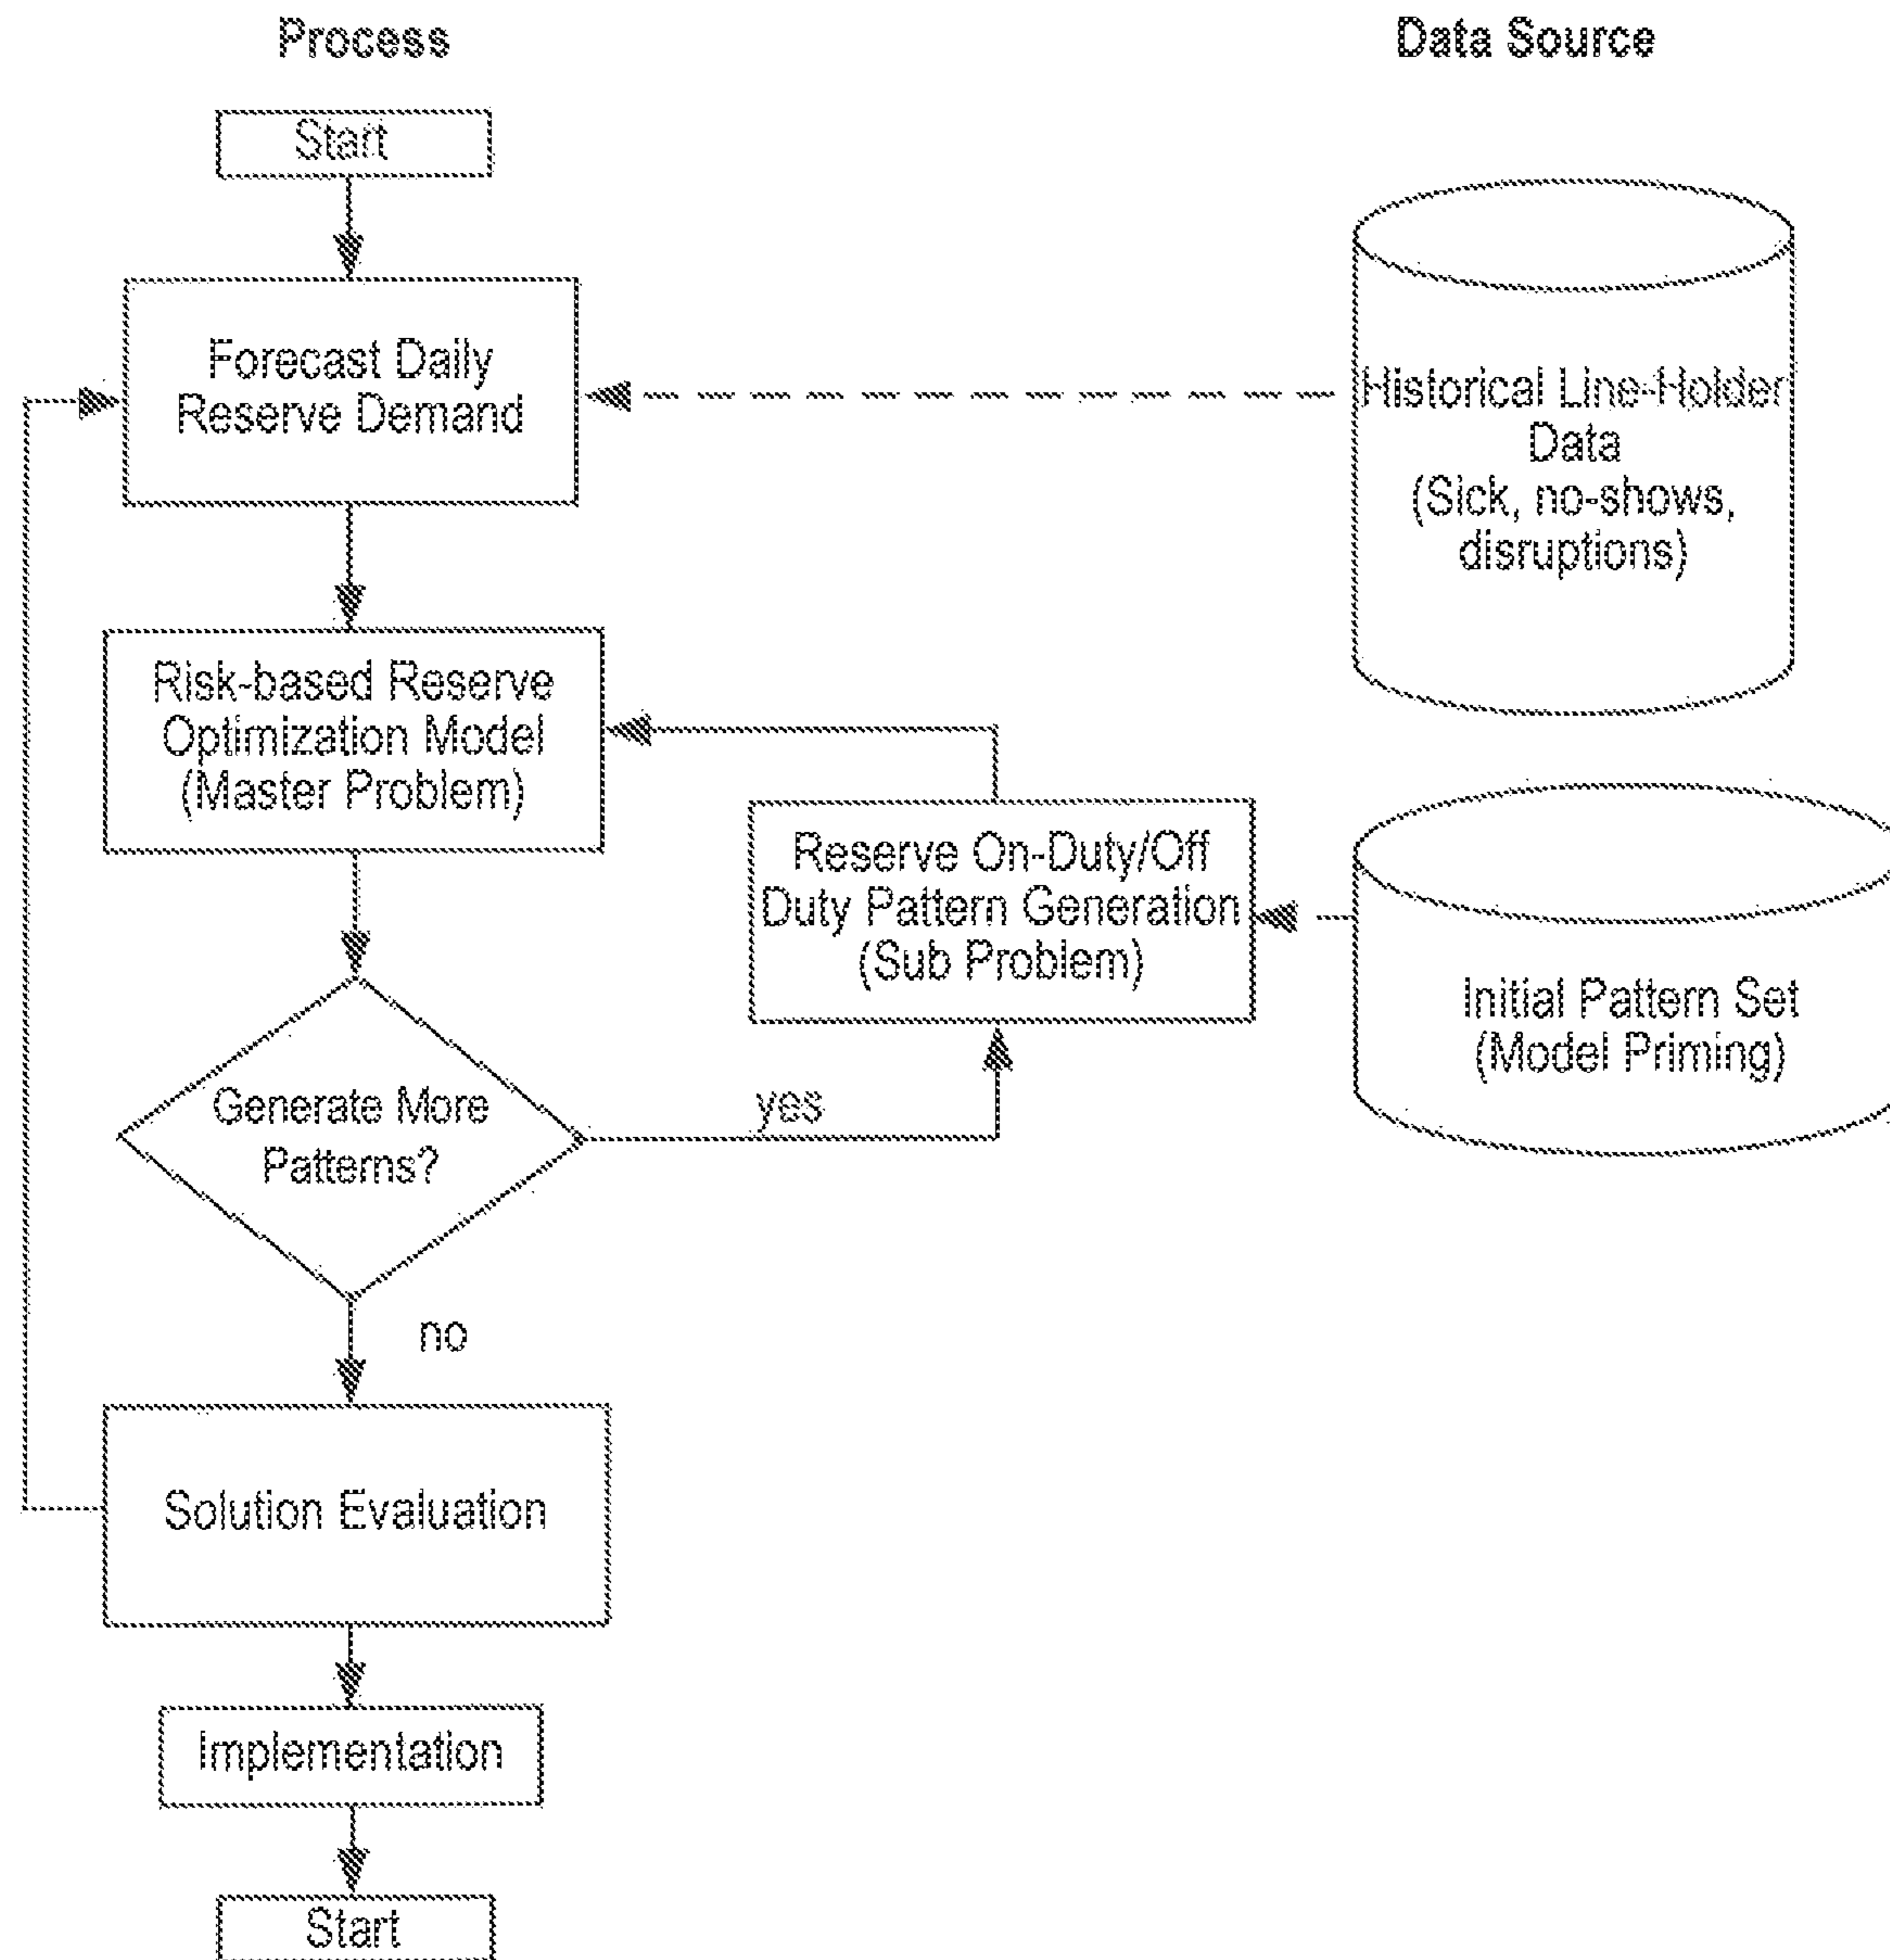 Process
Data Source
Start
Forecast Daily
Reserve Demand
Historical Line-Holder
Data
(Sick, no-shows,
disruptions)
Risk-based Reserve
Optimization Model
(Master Problem)
Reserve On-Duty/Off
Duty Pattern Generation
(Sub Problem)
Initial Pattern Set
(Model Priming)
Generate More
Patterns?
yes
no
Solution Evaluation
Implementation
Start